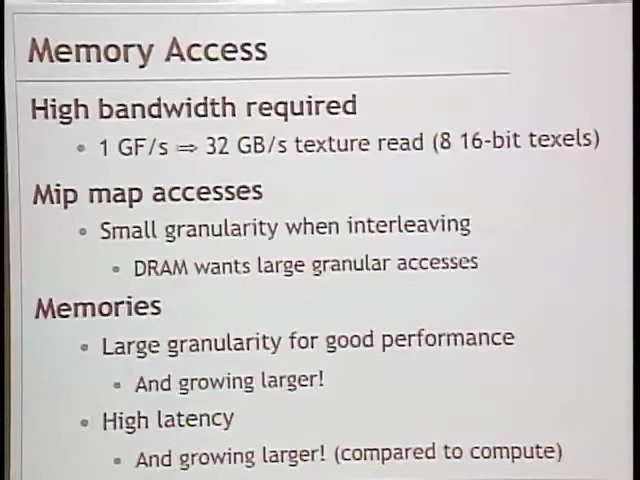 Memory Access
High bandwidth required
• 1 GF/s ⇒ 32 GB/s texture read (8 16-bit texels)
Mip map accesses
• Small granularity when interleaving
• DRAM wants large granular accesses
Memories
• Large granularity for good performance
• And growing larger!
• High latency
• And growing larger! (compared to compute)